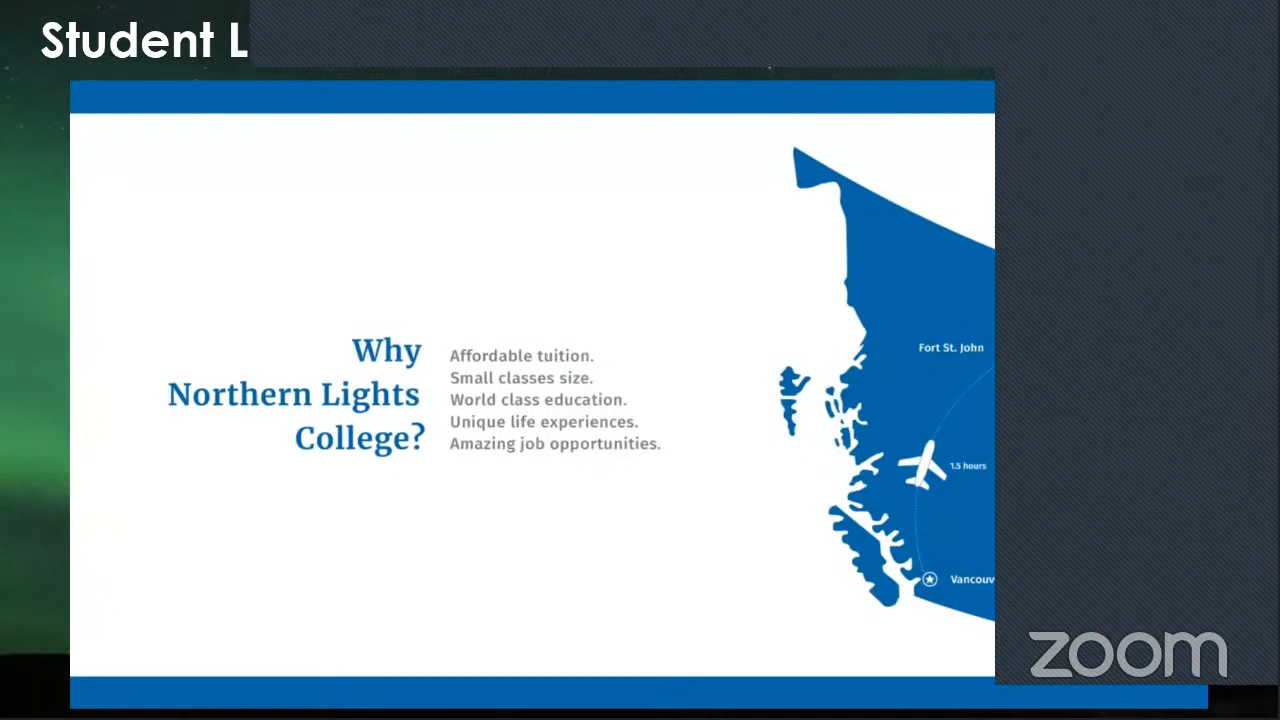 Student L
Why
Northern Lights
College?
Affordable tuition.
Small classes size.
World class education.
Unique life experiences.
Amazing job opportunities.
Fort St. John
1.5 hours
Vancouv
zoom